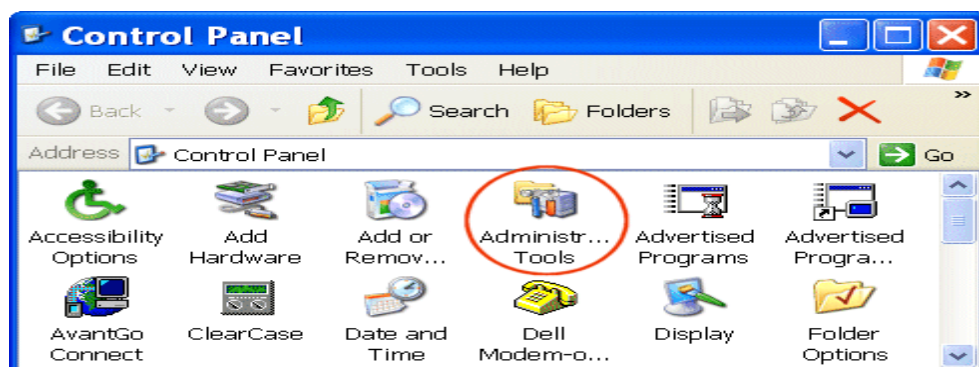 Control Panel
File Edit View Favorites Tools Help
Back Search Folders »
Address Control Panel Go
Accessibility Options
Add Hardware
Add or Remov...
Administr... Tools
Advertised Programs
Advertised Progra...
AvantGo Connect
ClearCase
Date and Time
Dell Modem-o...
Display
Folder Options